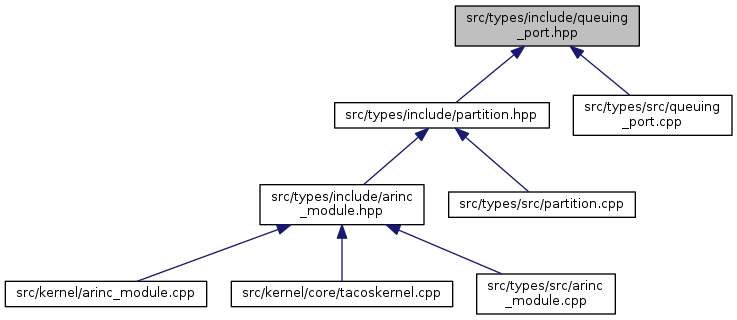 src/types/include/queuing
_port.hpp
src/types/include/partition.hpp
src/types/src/queuing
_port.cpp
src/types/include/arinc
_module.hpp
src/types/src/partition.cpp
src/kernel/arinc_module.cpp
src/kernel/core/tacoskernel.cpp
src/types/src/arinc
_module.cpp